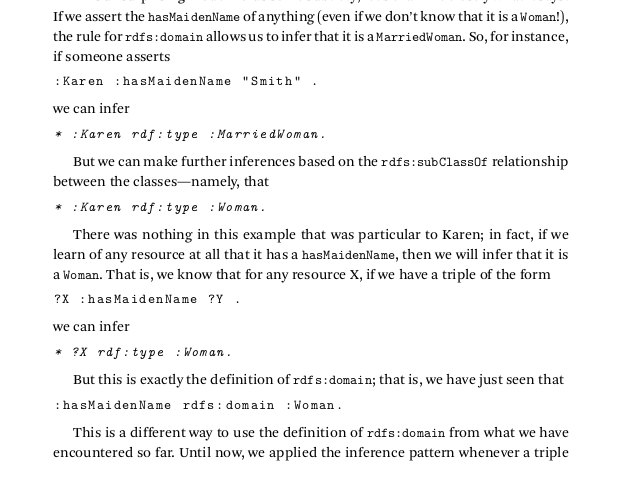 If we assert the hasMaidenName of anything (even if we don't know that it is a Woman!),
the rule for rdfs:domain allows us to infer that it is a MarriedWoman. So, for instance,
if someone asserts
:Karen :hasMaidenName "Smith" .
we can infer
* :Karen rdf:type :MarriedWoman.
But we can make further inferences based on the rdfs:subClassOf relationship
between the classes—namely, that
* :Karen rdf:type :Woman.
There was nothing in this example that was particular to Karen; in fact, if we
learn of any resource at all that it has a hasMaidenName, then we will infer that it is
a Woman. That is, we know that for any resource X, if we have a triple of the form
?X :hasMaidenName ?Y .
we can infer
* ?X rdf:type :Woman.
But this is exactly the definition of rdfs:domain; that is, we have just seen that
:hasMaidenName rdfs:domain :Woman.
This is a different way to use the definition of rdfs:domain from what we have
encountered so far. Until now, we applied the inference pattern whenever a triple